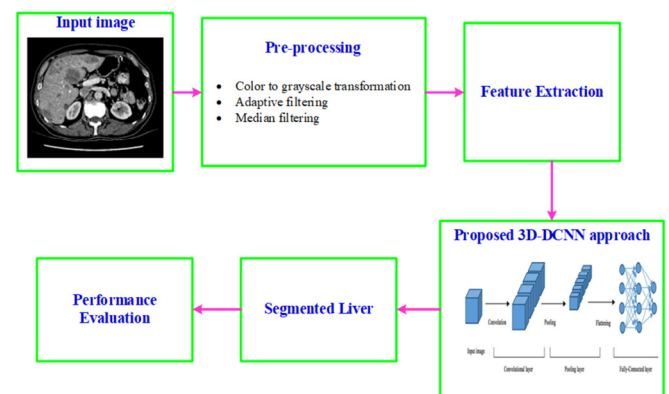 Input image
Pre-processing
• Color to grayscale transformation
• Adaptive filtering
• Median filtering
Feature Extraction
Proposed 3D-DCNN approach
Convolution
Pooling
Flattening
Input image
Convolutional layer
Pooling layer
Fully-Connected layer
Segmented Liver
Performance
Evaluation